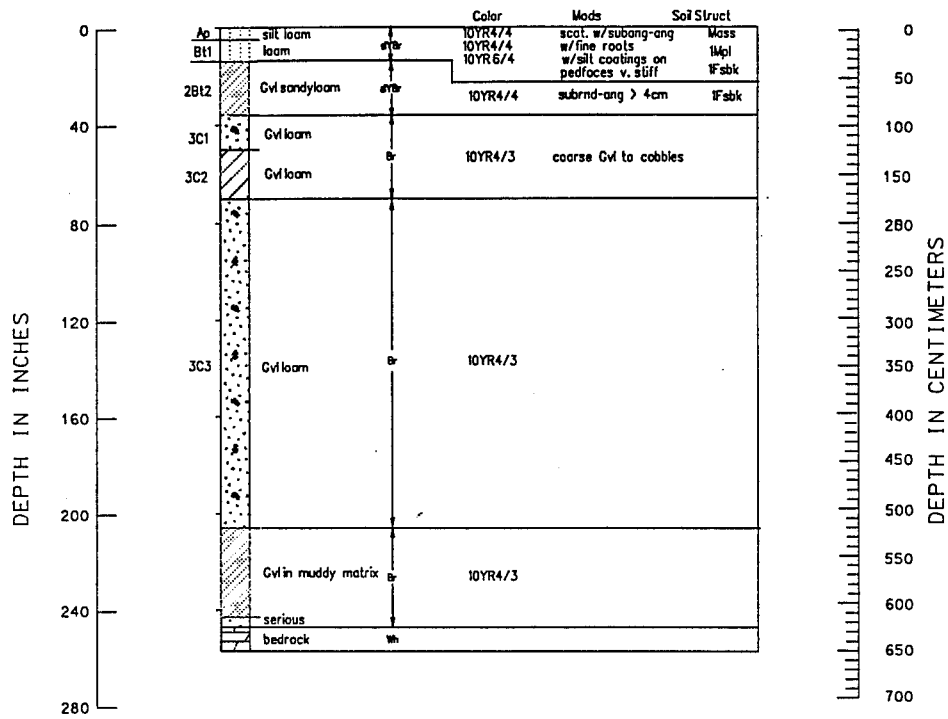 Color Mods Soil Struct
0 Ap silt loam 10YR4/4 scat. w/subang-ang Mass 0
Bt1 loam dYBr 10YR4/4 w/fine roots 1Mpl
10YR6/4 w/silt coatings on
pedfaces v. stiff 1Fsbk
50
2Bt2 Gvl sandyloam dYBr 10YR4/4 subrnd-ang > 4cm 1Fsbk
40 3C1 Gvl loam 100
Br 10YR4/3 coarse Gvl to cobbles
3C2 Gvl loam 150
80 200
250
120 300
3C3 Gvl loam Br 10YR4/3 350
160 400
450
200 500
550
Gvl in muddy matrix Br 10YR4/3
240 serious 600
bedrock Wh
650
280 700
DEPTH IN INCHES
DEPTH IN CENTIMETERS